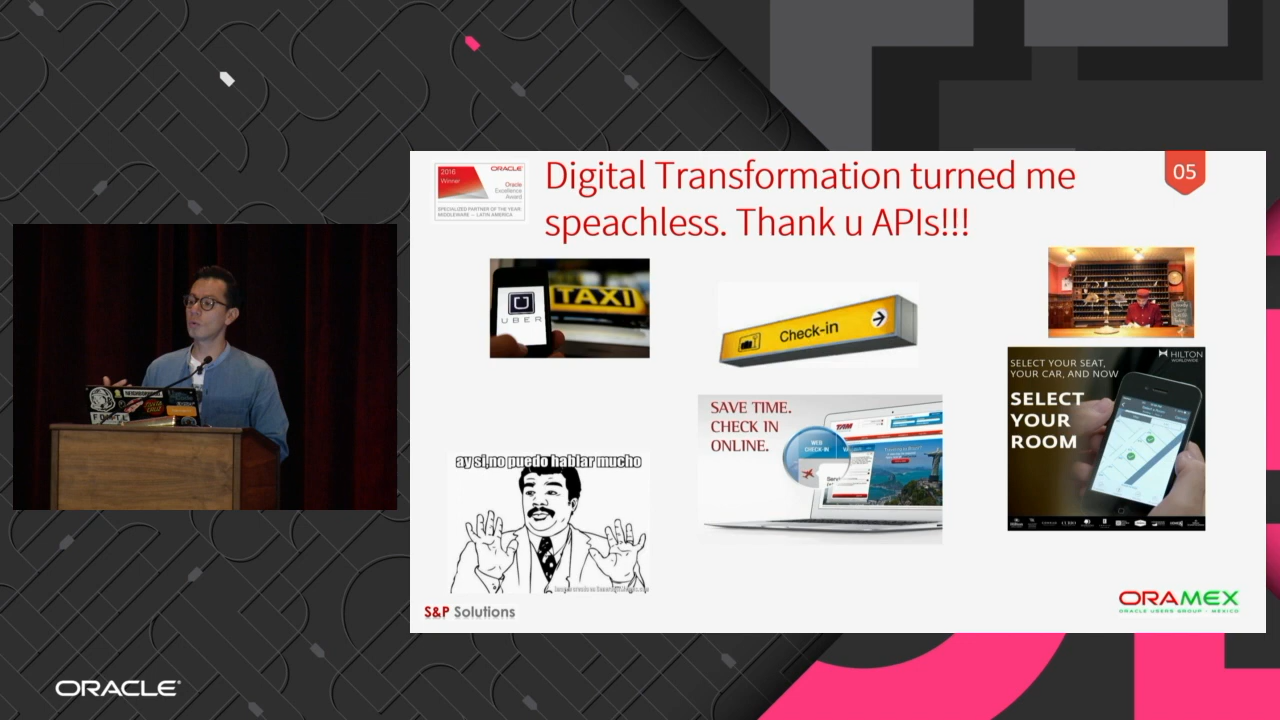 2016
Winner
ORACLE
Oracle
Excellence
Award
SPECIALIZED PARTNER OF THE YEAR
MIDDLEWARE — LATIN AMERICA
Digital Transformation turned me
speachless. Thank u APIs!!!
05
UBER
TAXI
Check-in
SELECT YOUR SEAT,
YOUR CAR, AND NOW
SELECT
YOUR
ROOM
HILTON
WORLDWIDE
SAVE TIME.
CHECK IN
ONLINE.
WEB
CHECK-IN
TAM
ay si,no puedo hablar mucho
S&P Solutions
ORAMEX
ORACLE USERS GROUP - MEXICO
ORACLE